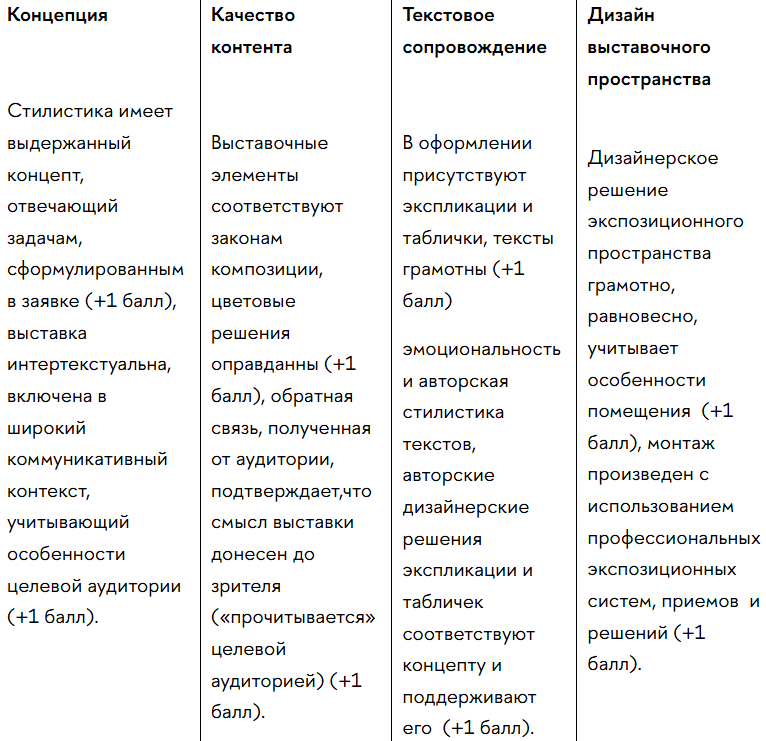 Концепция
Стилистика имеет
выдержанный
концепт,
отвечающий
задачам,
сформулированным
в заявке (+1 балл),
выставка
интертекстуальна,
включена в
широкий
коммуникативный
контекст,
учитывающий
особенности
целевой аудитории
(+1 балл).
Качество
контента
Выставочные
элементы
соответствуют
законам
композиции,
цветовые
решения
оправданны (+1
балл), обратная
связь, полученная
от аудитории,
подтверждает,что
смысл выставки
донесен до
зрителя
(«прочитывается»
целевой
аудиторией) (+1
балл).
Текстовое
сопровождение
В оформлении
присутствуют
экспликации и
таблички, тексты
грамотны (+1
балл)
эмоциональность
и авторская
стилистика
текстов,
авторские
дизайнерские
решения
экспликации и
табличек
соответствуют
концепту и
поддерживают
его (+1 балл).
Дизайн
выставочного
пространства
Дизайнерское
решение
экспозиционного
пространства
грамотно,
равновесно,
учитывает
особенности
помещения (+1
балл), монтаж
произведен с
использованием
профессиональных
экспозиционных
систем, приемов и
решений (+1
балл).